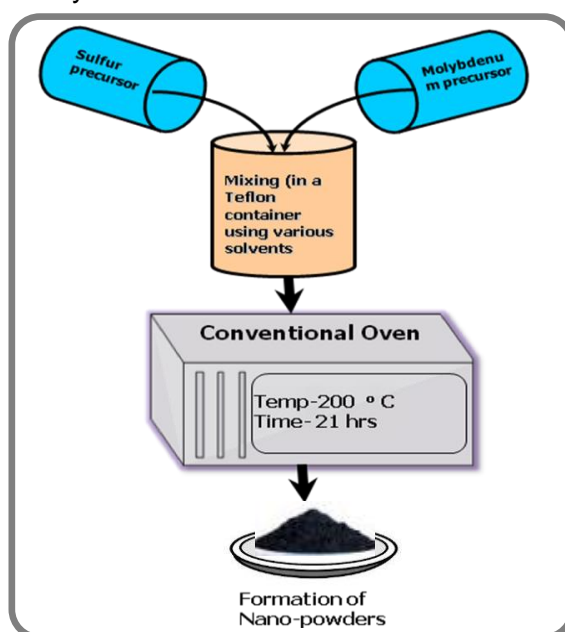 Sulfur
precursor
Molybdenu
m precursor
Mixing (in a
Teflon
container
using various
solvents
Conventional Oven
Temp-200 º C
Time- 21 hrs
Formation of
Nano-powders